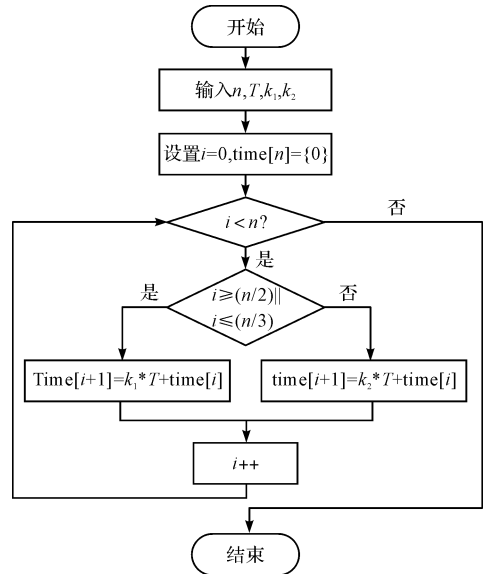 开始
输入n,T,k₁,k₂
设置i=0,time[n]={0}
i<n?
否
是
i≥(n/2)||
i≤(n/3)
是
否
Time[i+1]=k₁*T+time[i]
time[i+1]=k₂*T+time[i]
i++
结束